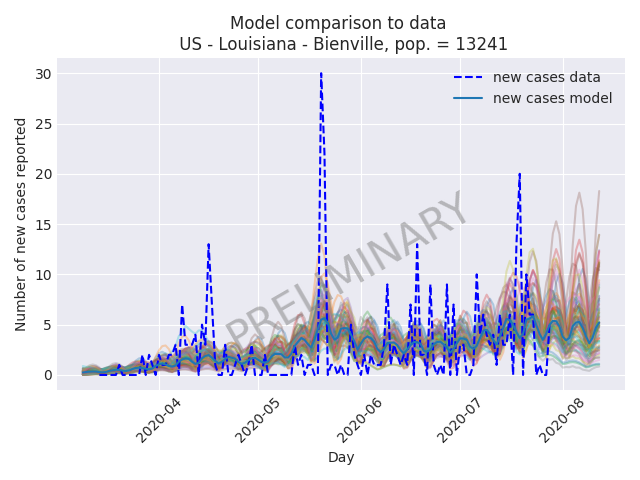 Model comparison to data
US - Louisiana - Bienville, pop. = 13241
new cases data
new cases model
PRELIMINARY
Number of new cases reported
30
25
20
15
10
5
0
2020-04
2020-05
2020-06
2020-07
2020-08
Day